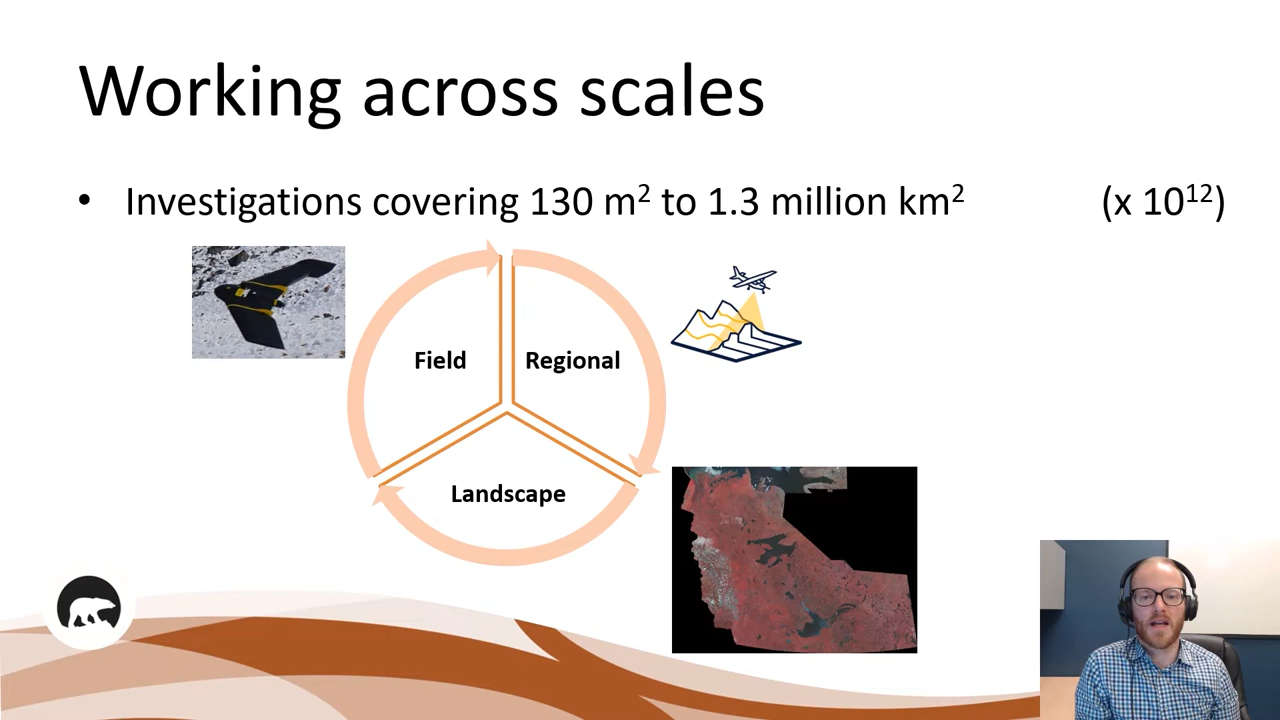 Working across scales
• Investigations covering 130 m² to 1.3 million km² (x 10¹²)
Field
Regional
Landscape